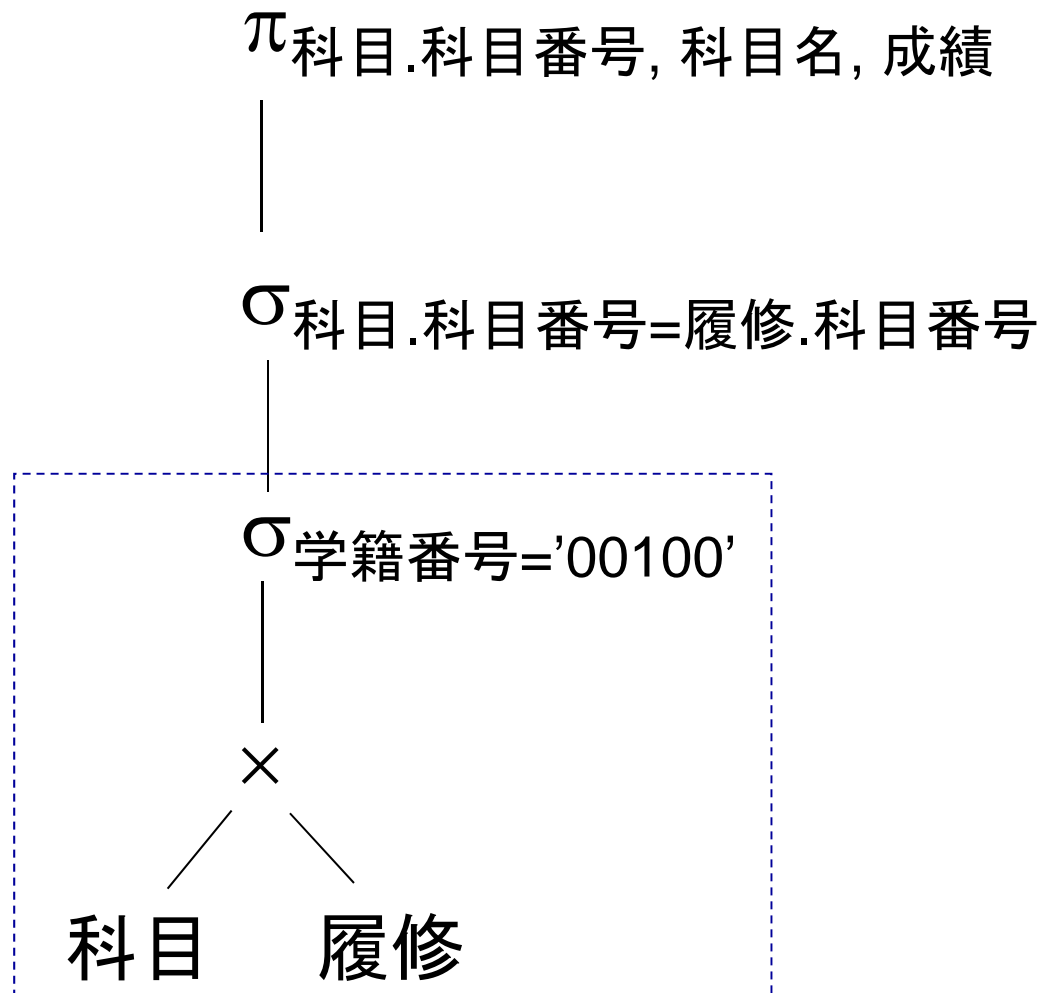 π科目.科目番号, 科目名, 成績
σ科目.科目番号=履修.科目番号
σ学籍番号=’00100’
×
科目 履修